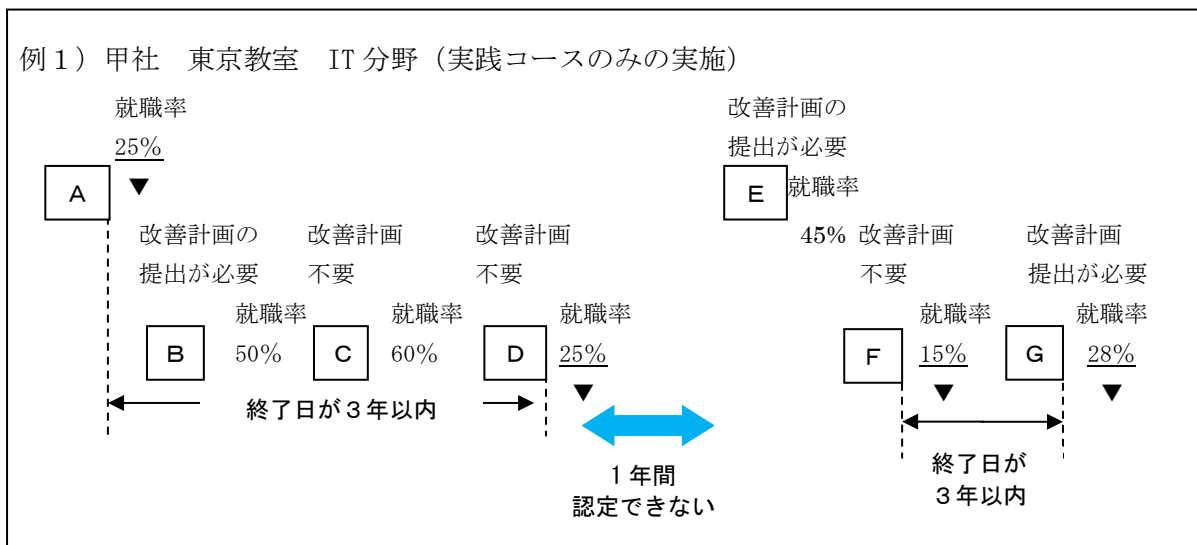 例１）甲社　東京教室　IT 分野（実践コースのみの実施）
就職率
25%
▼
A
改善計画の
提出が必要
就職率
50%
B
改善計画
不要
就職率
60%
C
改善計画
不要
就職率
25%
▼
D
終了日が３年以内
１年間
認定できない
改善計画の
提出が必要
就職率
45%
E
改善計画
不要
就職率
15%
▼
F
改善計画
提出が必要
就職率
28%
▼
G
終了日が
３年以内